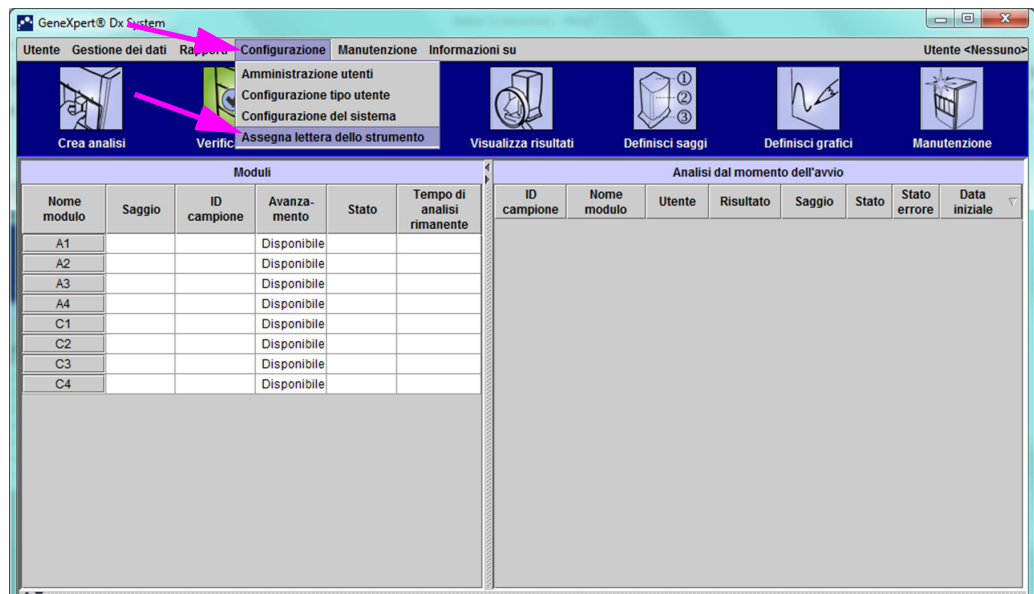 GeneXpert® Dx System
Utente Gestione dei dati Rapporti Configurazione Manutenzione Informazioni su Utente <Nessuno>
Amministrazione utenti
Configurazione tipo utente
Configurazione del sistema
Assegna lettera dello strumento
Crea analisi Visualizza risultati Definisci saggi Definisci grafici Manutenzione
Moduli
Nome modulo Saggio ID campione Avanza-mento Stato Tempo di analisi rimanente
A1 Disponibile
A2 Disponibile
A3 Disponibile
A4 Disponibile
C1 Disponibile
C2 Disponibile
C3 Disponibile
C4 Disponibile
Analisi dal momento dell'avvio
ID campione Nome modulo Utente Risultato Saggio Stato Stato errore Data iniziale
1
2
3